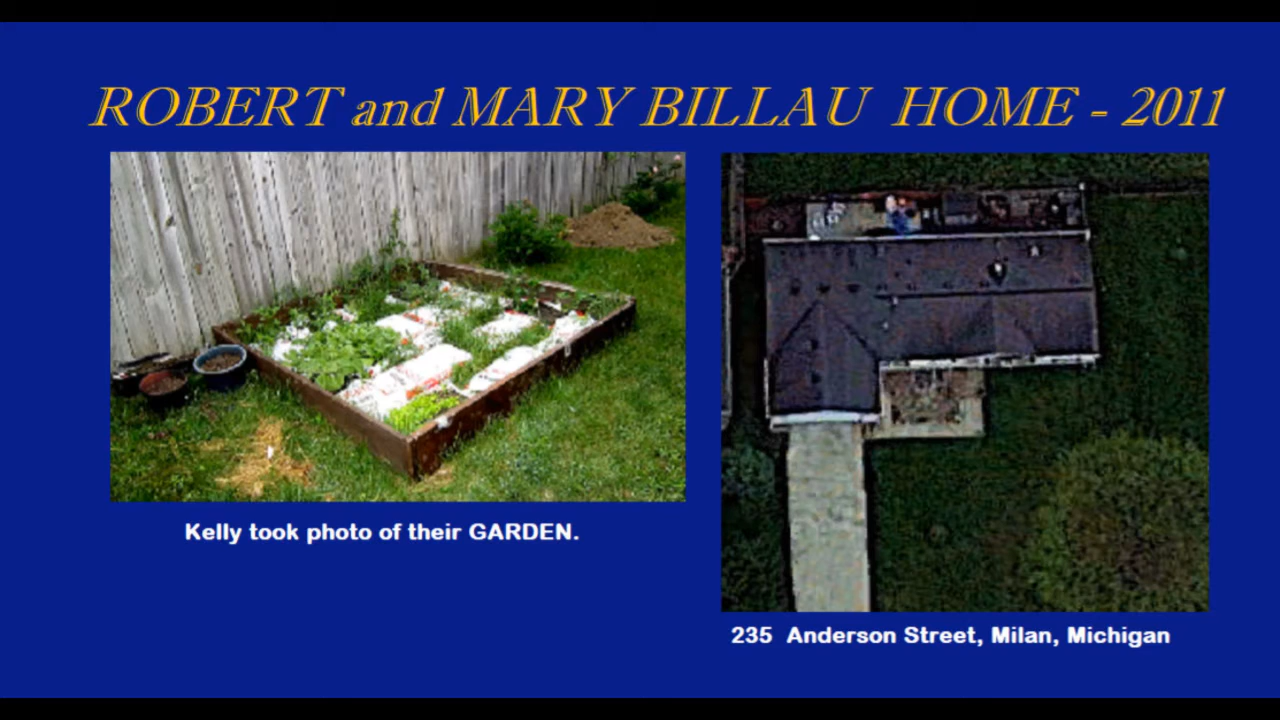 ROBERT and MARY BILLAU HOME - 2011
Kelly took photo of their GARDEN.
235 Anderson Street, Milan, Michigan